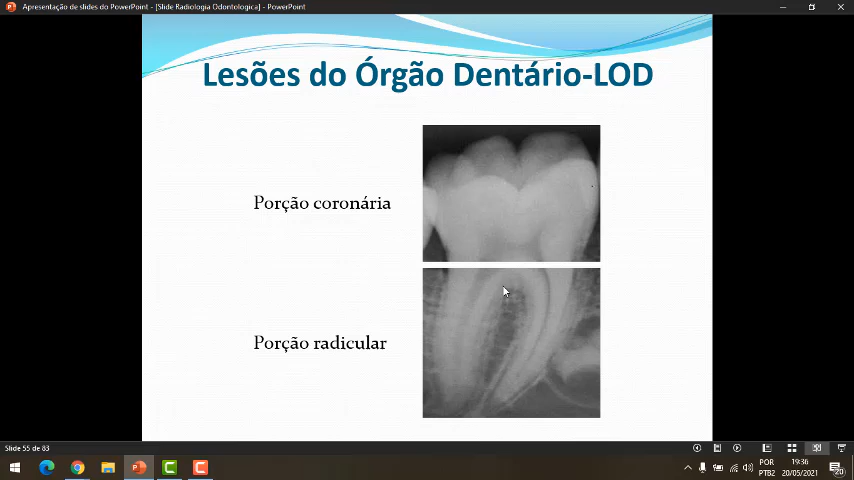 Apresentação de slides do PowerPoint - [Slide Radiologia Odontologica] - PowerPoint
Lesões do Órgão Dentário-LOD
Porção coronária
Porção radicular
Slide 55 de 83
POR
PTB2
19:36
20/05/2021
20